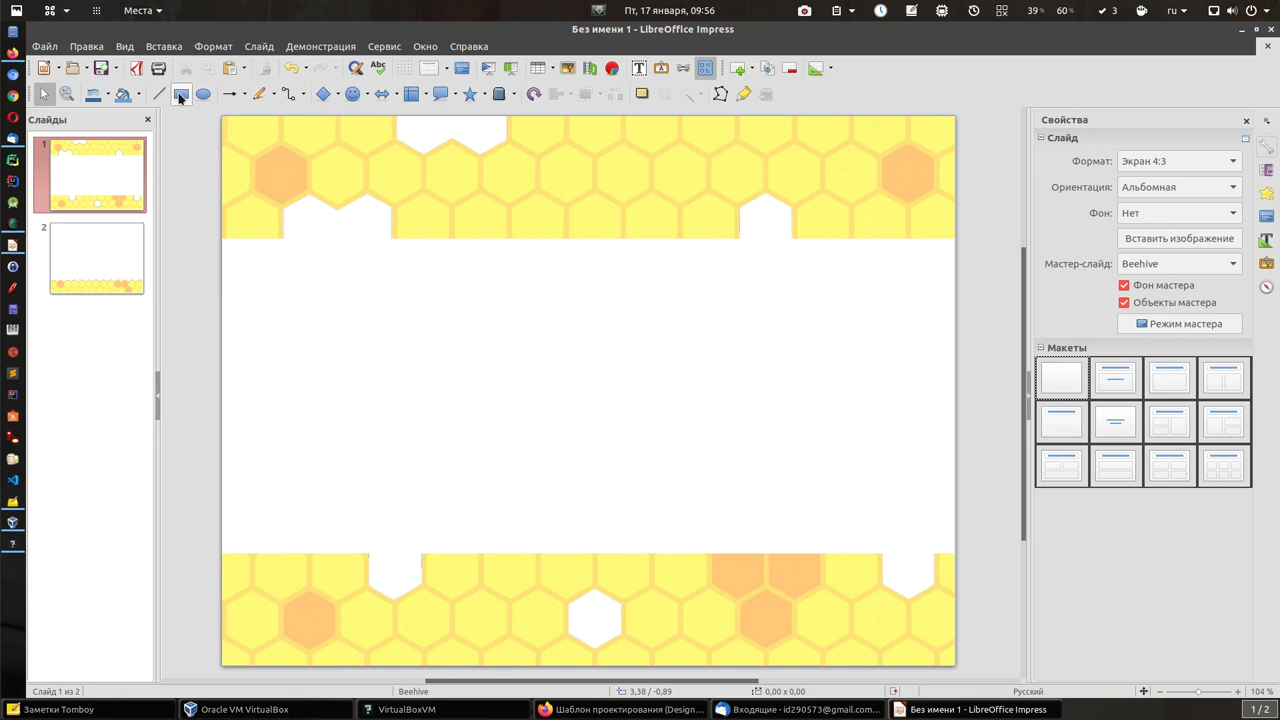 Места
Пт, 17 января, 09:56
39 %
60 %
3
ru
Без имени 1 - LibreOffice Impress
Файл Правка Вид Вставка Формат Слайд Демонстрация Сервис Окно Справка
Слайды
1
2
Свойства
Слайд
Формат: Экран 4:3
Ориентация: Альбомная
Фон: Нет
Вставить изображение
Мастер-слайд: Beehive
Фон мастера
Объекты мастера
Режим мастера
Макеты
Слайд 1 из 2
Beehive
3,38 / -0,89
0,00 x 0,00
Русский
104 %
Заметки Tomboy
Oracle VM VirtualBox
VirtualBoxVM
Шаблон проектирования (Design...
Входящие - id290573@gmail.com...
Без имени 1 - LibreOffice Impress
1 / 2